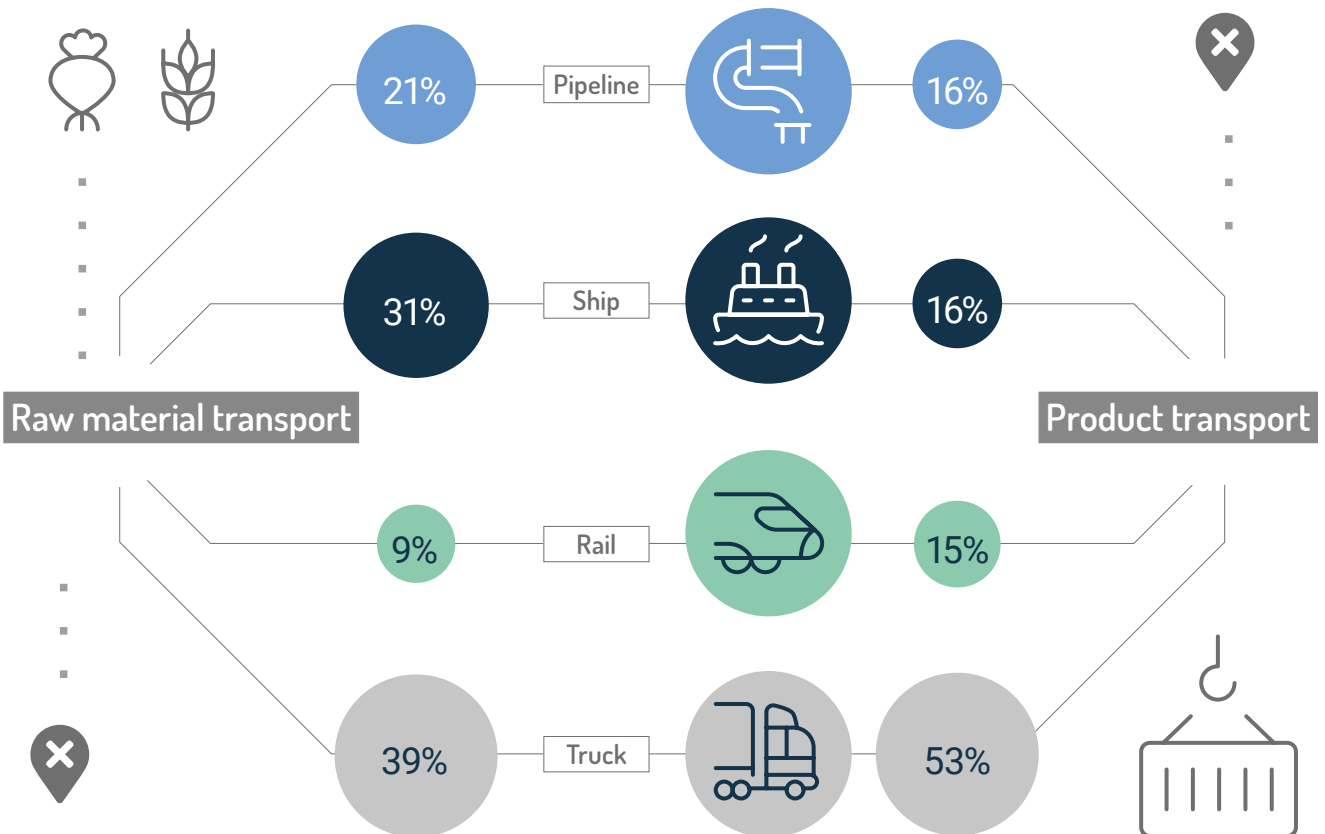 21%
Pipeline
16%
31%
Ship
16%
Raw material transport
Product transport
9%
Rail
15%
39%
Truck
53%